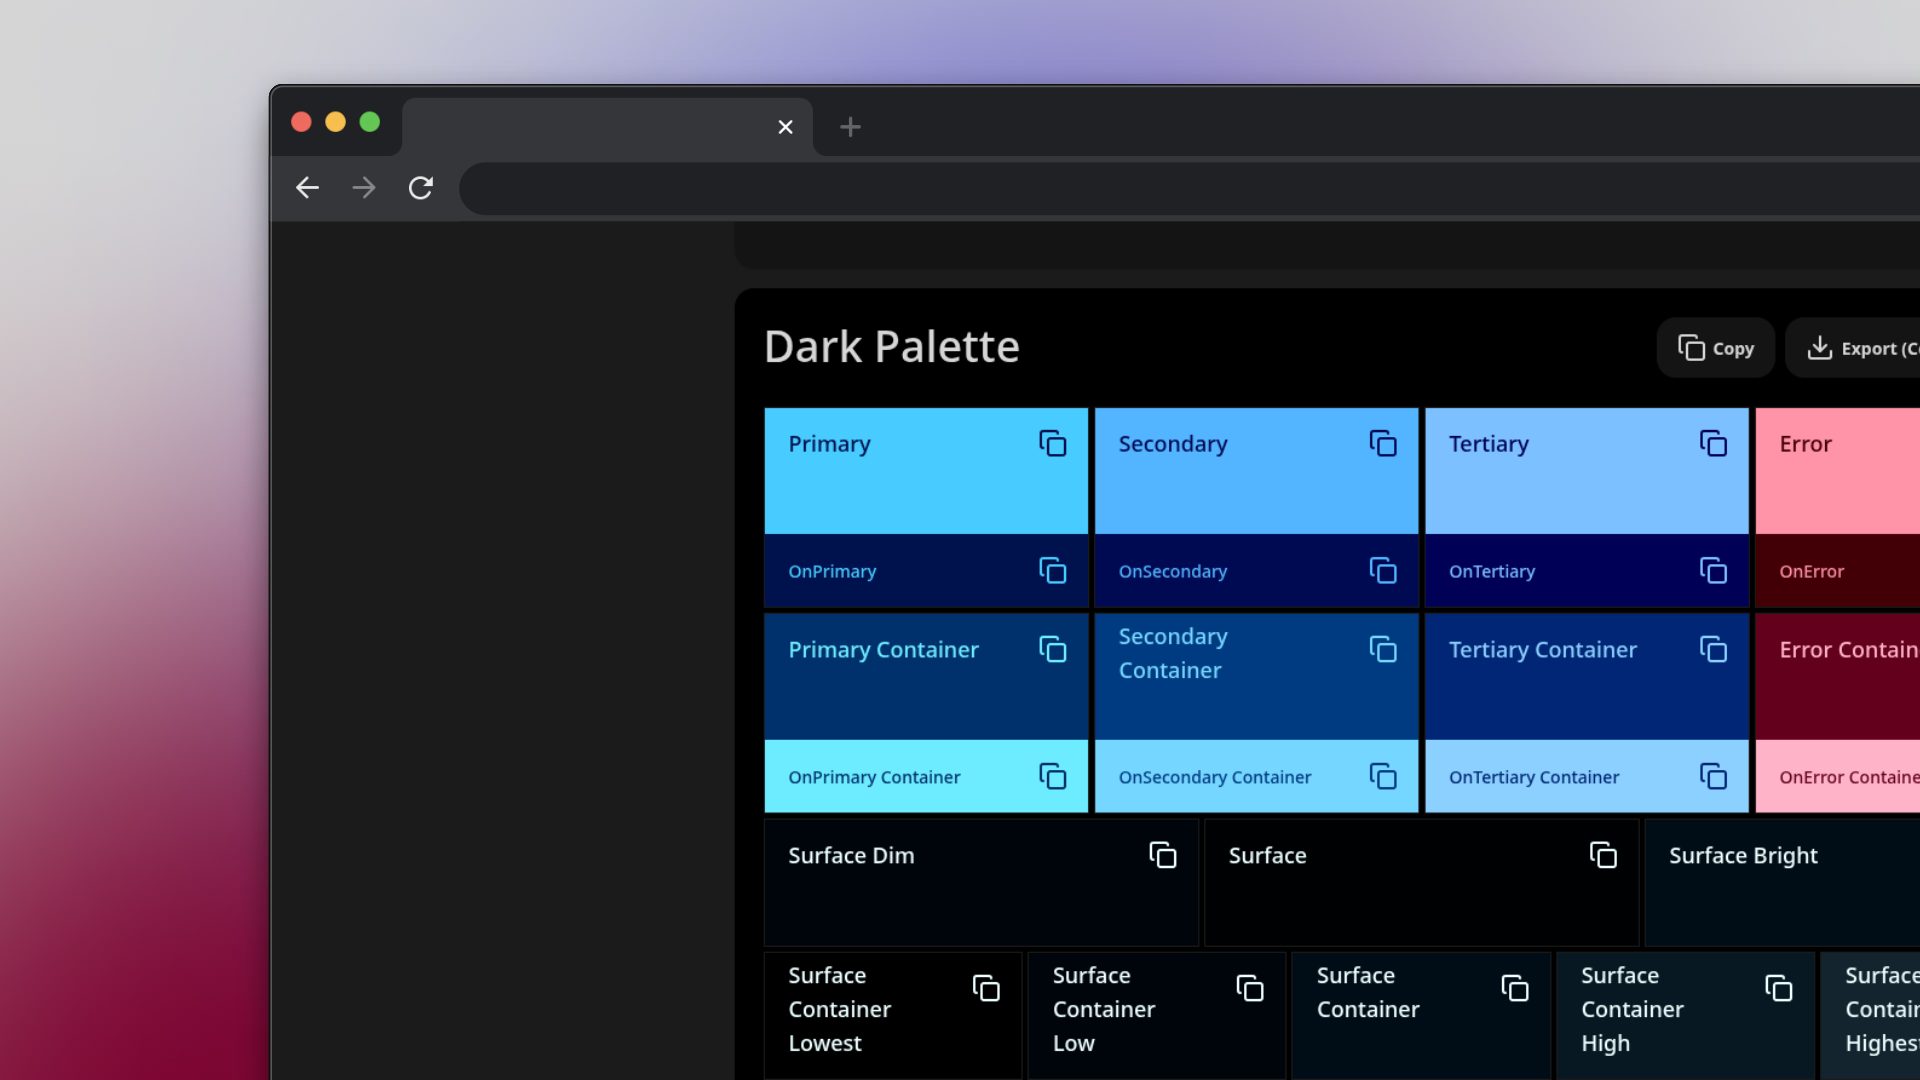 Dark Palette
Copy
Export (C
Primary
Secondary
Tertiary
Error
OnPrimary
OnSecondary
OnTertiary
OnError
Primary Container
Secondary
Container
Tertiary Container
Error Contain
OnPrimary Container
OnSecondary Container
OnTertiary Container
OnError Containe
Surface Dim
Surface
Surface Bright
Surface
Container
Lowest
Surface
Container
Low
Surface
Container
Surface
Container
High
Surface
Contain
Highes